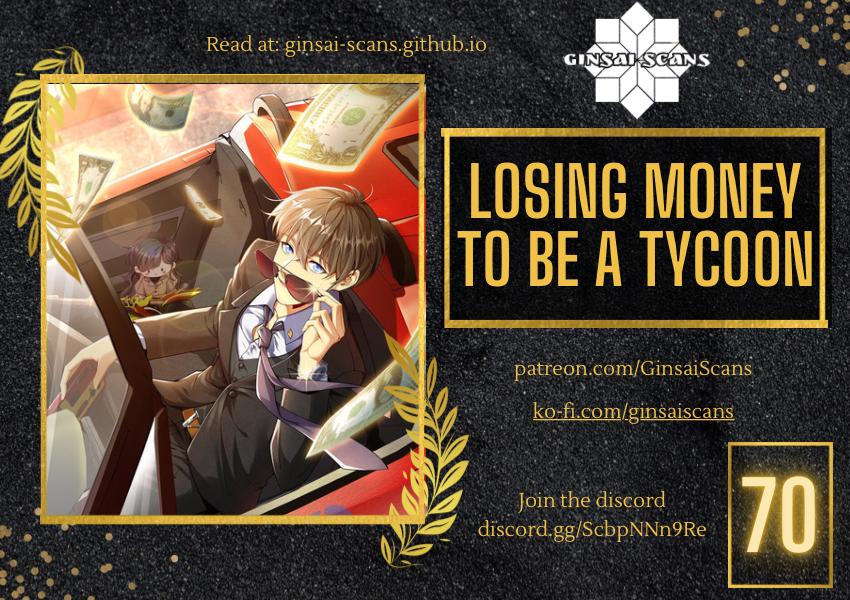 Read at: ginsai-scans.github.io
GINSAI-SCANS
LOSING MONEY
TO BE A TYCOON
patreon.com/GinsaiScans
ko-fi.com/ginsaiscans
Join the discord
discord.gg/ScbpNNn9Re
70